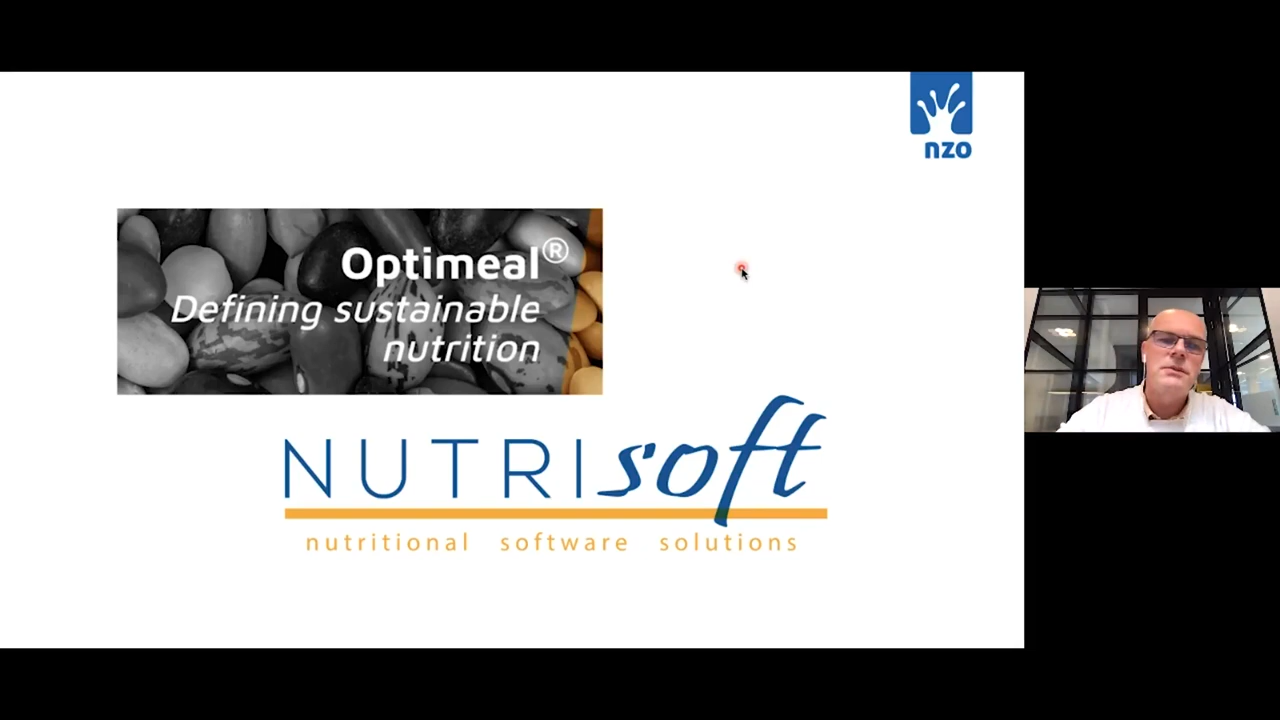 nzo
Optimeal®
Defining sustainable
nutrition
NUTRIsoft
nutritional software solutions